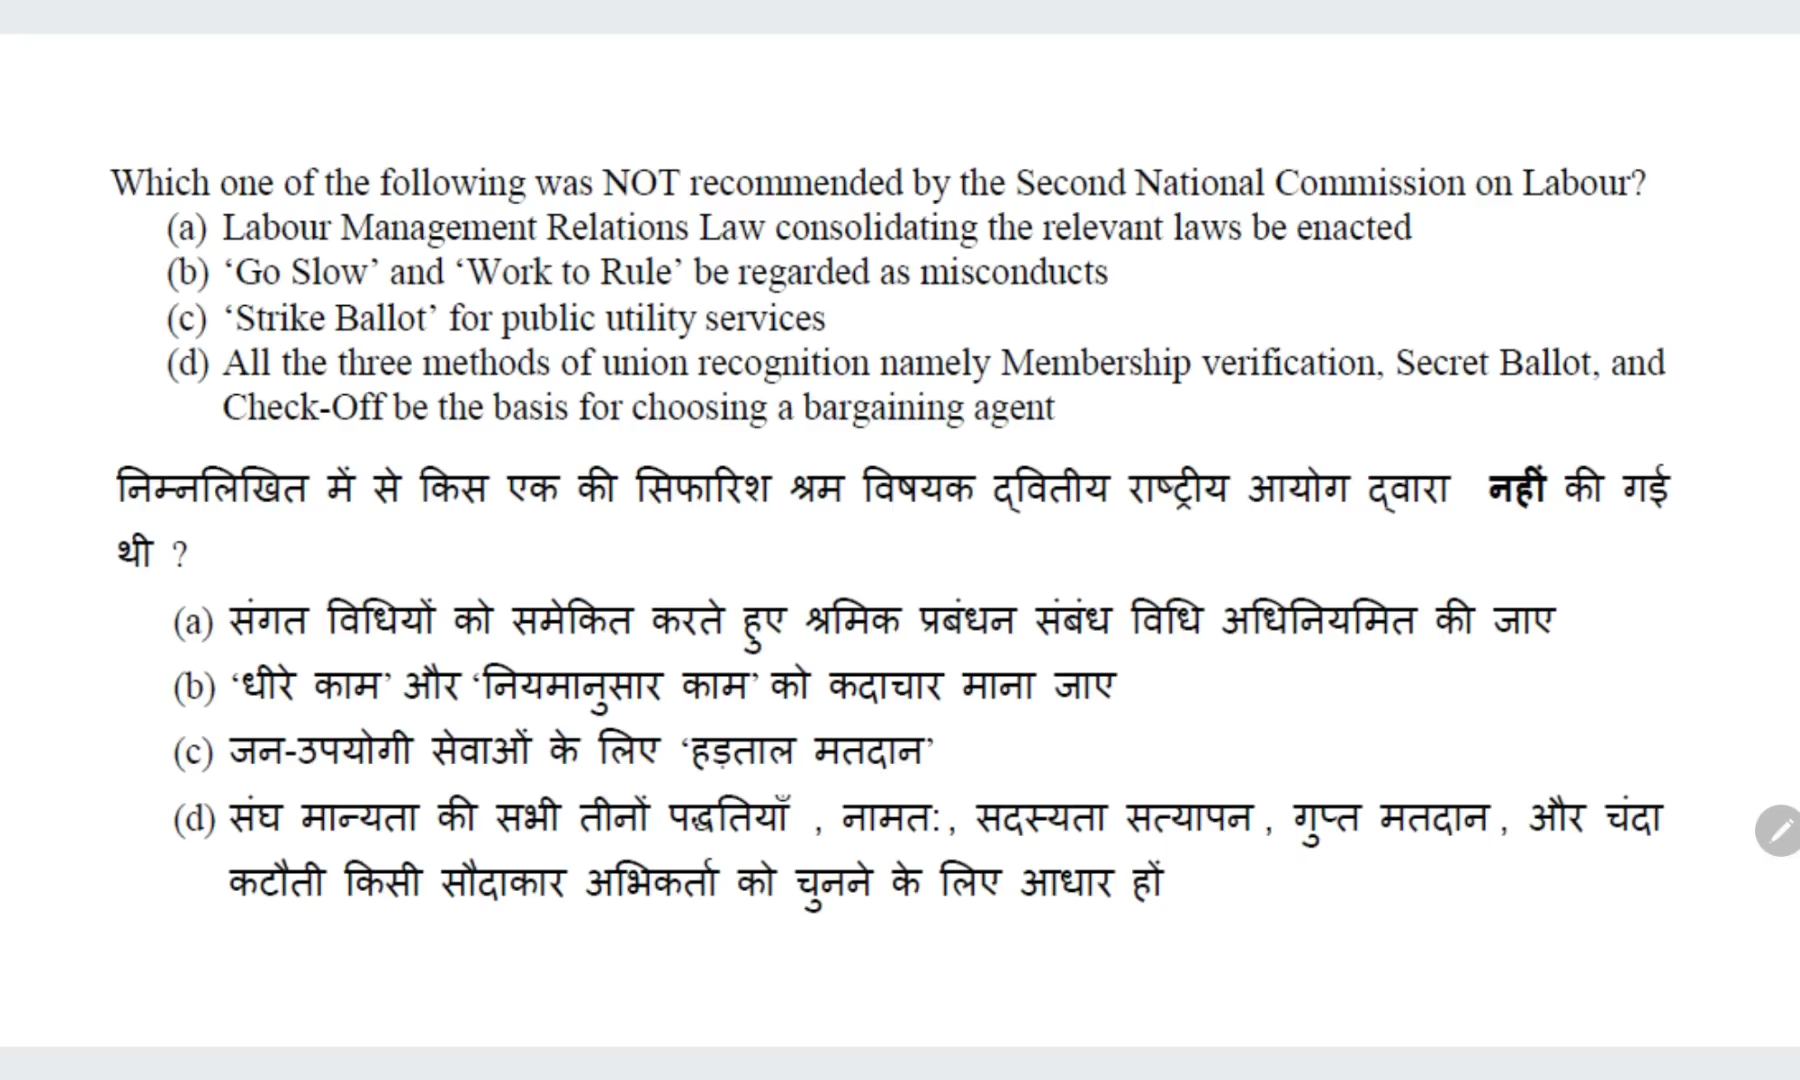 Which one of the following was NOT recommended by the Second National Commission on Labour?
(a) Labour Management Relations Law consolidating the relevant laws be enacted
(b) ‘Go Slow’ and ‘Work to Rule’ be regarded as misconducts
(c) ‘Strike Ballot’ for public utility services
(d) All the three methods of union recognition namely Membership verification, Secret Ballot, and
Check-Off be the basis for choosing a bargaining agent
निम्नलिखित में से किस एक की सिफारिश श्रम विषयक द्वितीय राष्ट्रीय आयोग द्वारा नहीं की गई
थी ?
(a) संगत विधियों को समेकित करते हुए श्रमिक प्रबंधन संबंध विधि अधिनियमित की जाए
(b) ‘धीरे काम’ और ‘नियमानुसार काम’ को कदाचार माना जाए
(c) जन-उपयोगी सेवाओं के लिए ‘हड़ताल मतदान’
(d) संघ मान्यता की सभी तीनों पद्धतियाँ , नामत:, सदस्यता सत्यापन, गुप्त मतदान, और चंदा
कटौती किसी सौदाकार अभिकर्ता को चुनने के लिए आधार हों